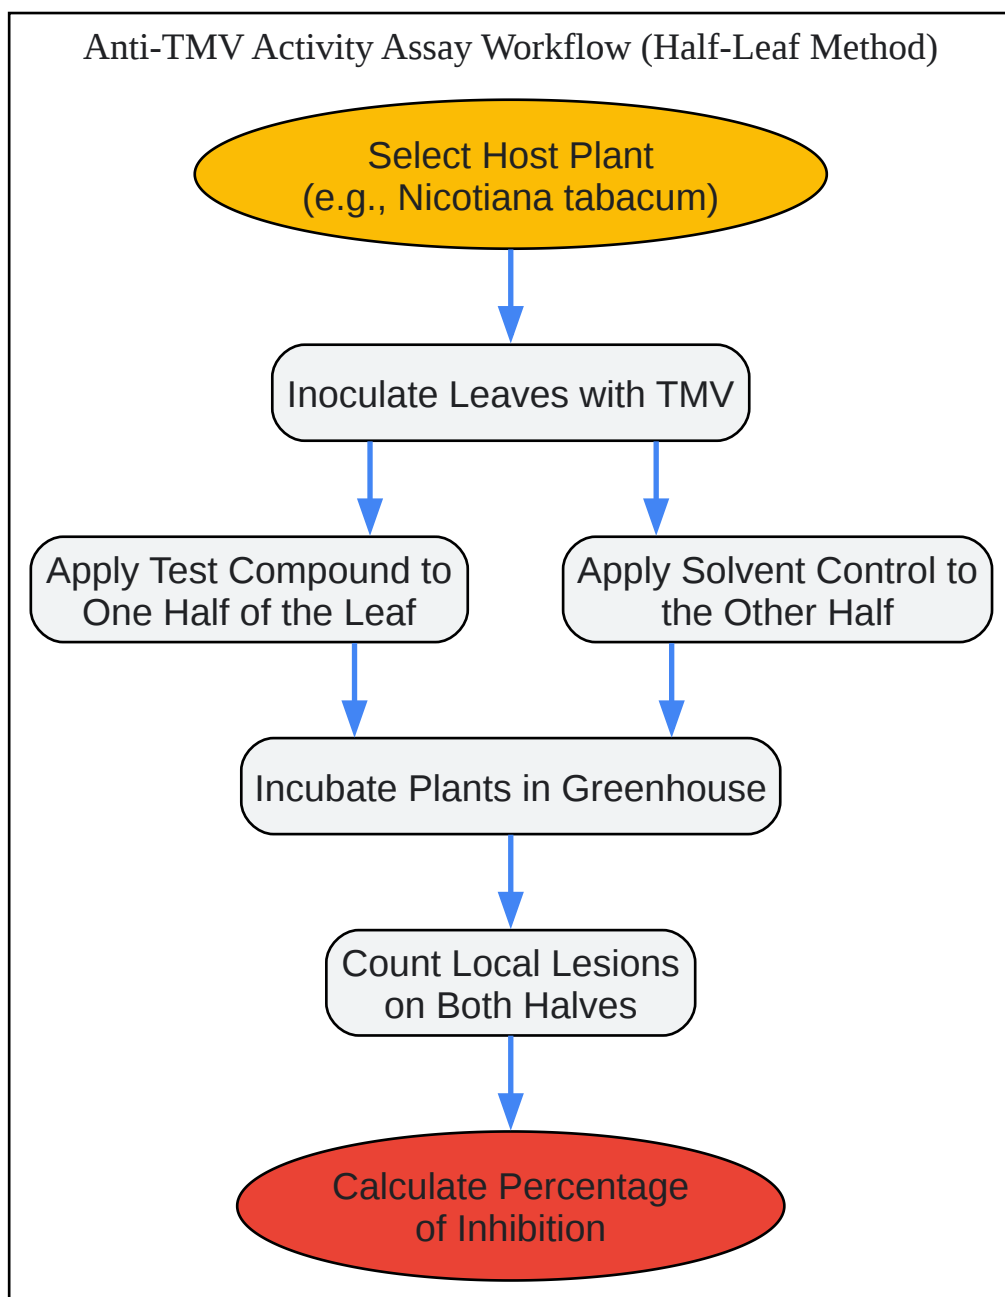 Anti-TMV Activity Assay Workflow (Half-Leaf Method)
Select Host Plant
(e.g., Nicotiana tabacum)
Inoculate Leaves with TMV
Apply Test Compound to
One Half of the Leaf
Apply Solvent Control to
the Other Half
Incubate Plants in Greenhouse
Count Local Lesions
on Both Halves
Calculate Percentage
of Inhibition